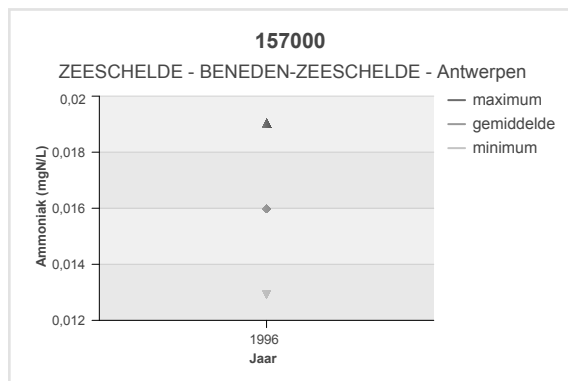 157000
ZEESCHELDE - BENEDEN-ZEESCHELDE - Antwerpen
0,02
0,018
0,016
0,014
0,012
Ammoniak (mgN/L)
1996
Jaar
maximum
gemiddelde
minimum